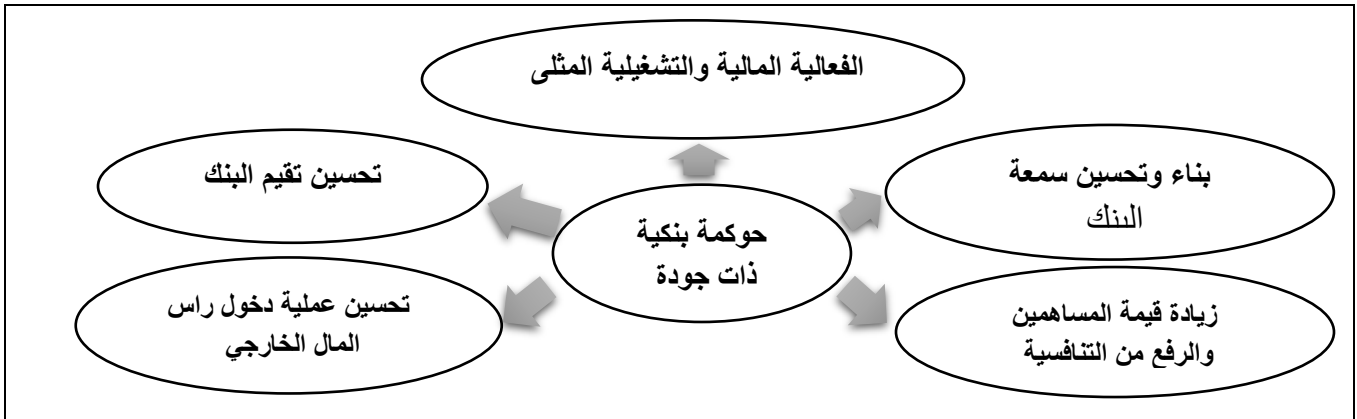 الفعالية المالية والتشغيلية المثلى
بناء وتحسين سمعة
البنك
تحسين تقيم البنك
حوكمة بنكية
ذات جودة
زيادة قيمة المساهمين
والرفع من التنافسية
تحسين عملية دخول راس
المال الخارجي